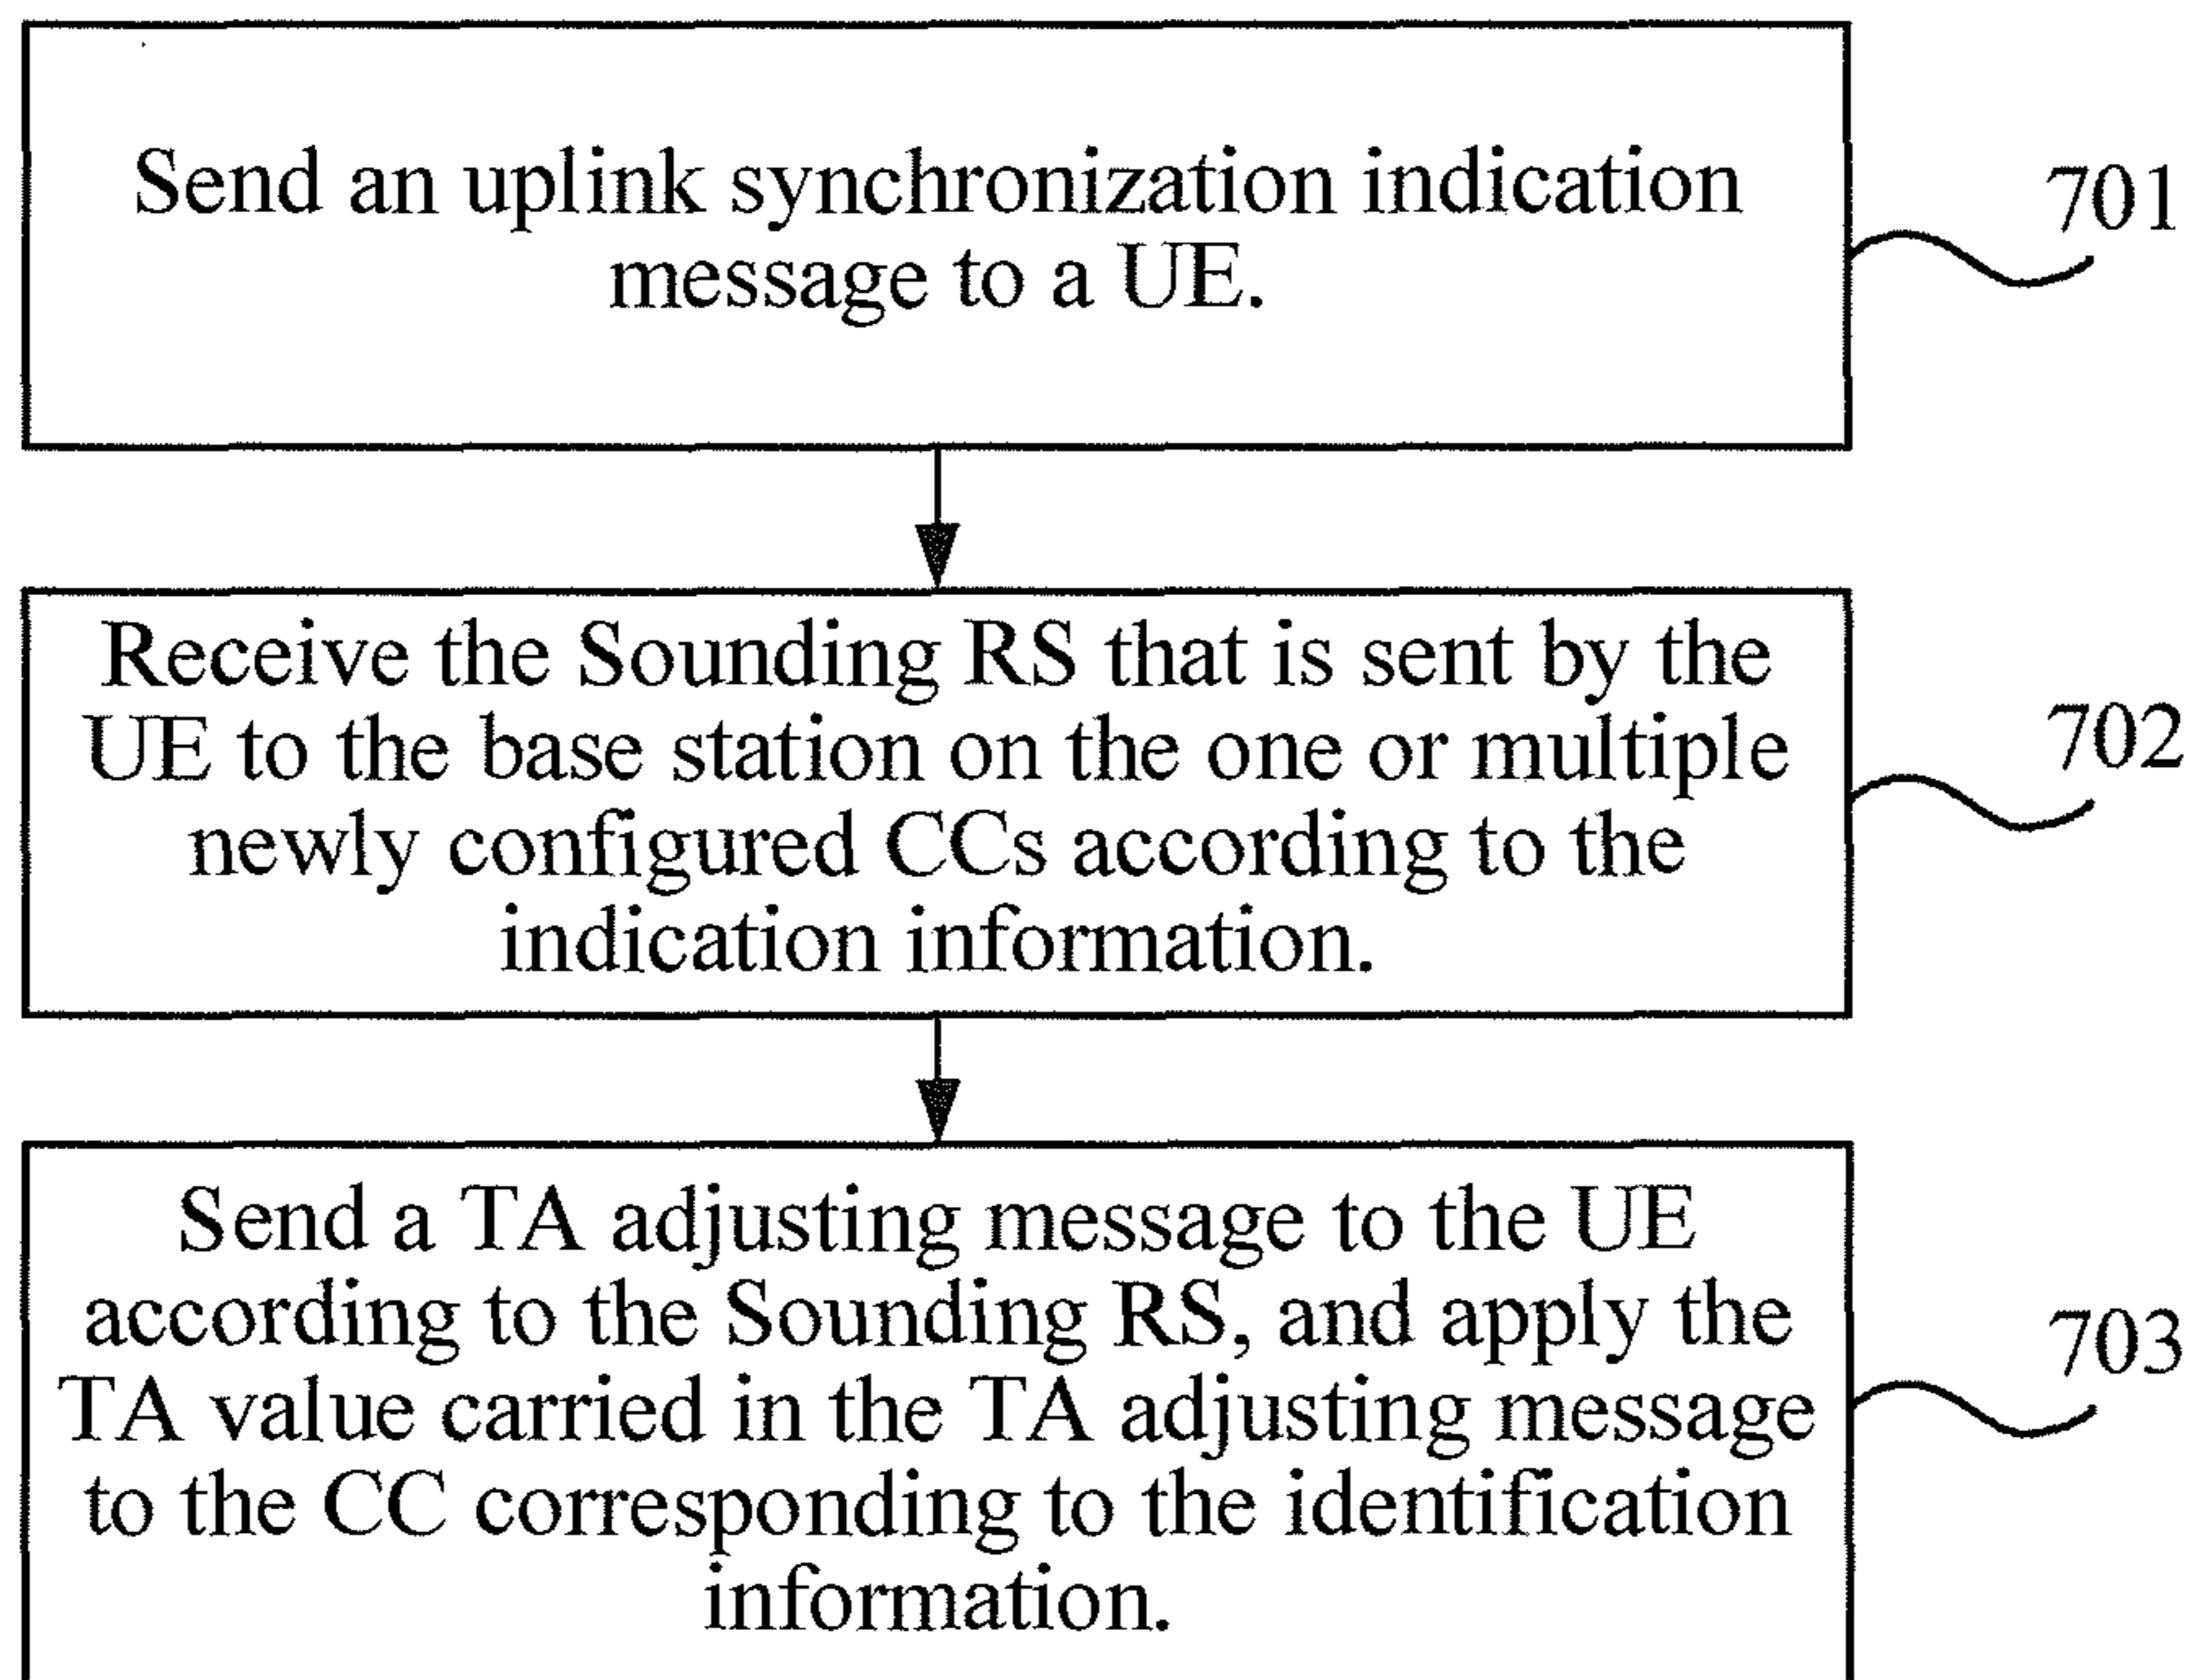 Send an uplink synchronization indication
message to a UE.
701
Receive the Sounding RS that is sent by the
UE to the base station on the one or multiple
newly configured CCs according to the
indication information.
702
Send a TA adjusting message to the UE
according to the Sounding RS, and apply the
TA value carried in the TA adjusting message
to the CC corresponding to the identification
information.
703